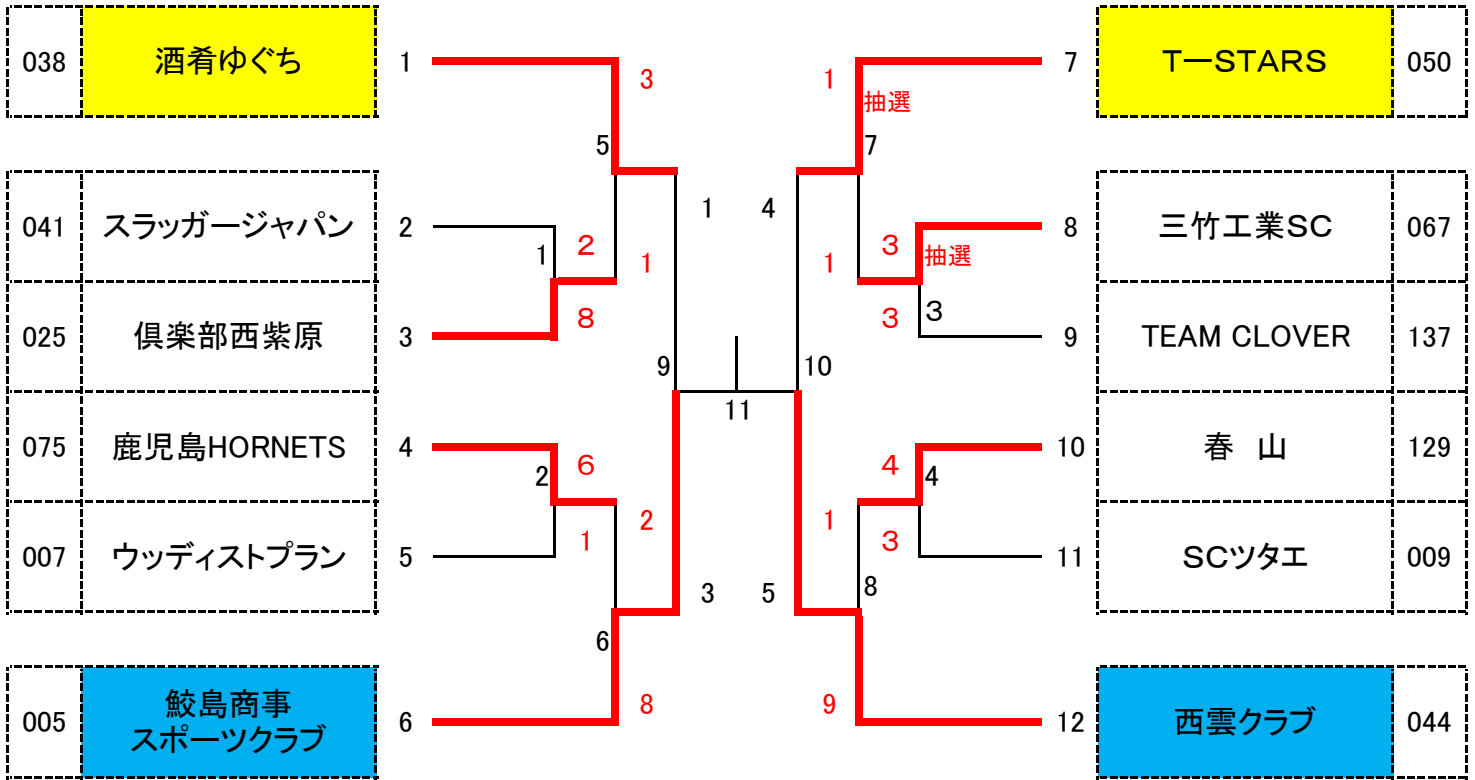 038 酒肴ゆぐち 1 3 1 7 T－STARS 050
抽選
5 7
041 スラッガージャパン 2 1 4 8 三竹工業SC 067
1 2 1 1 3 抽選
025 倶楽部西紫原 3 8 3 3 9 TEAM CLOVER 137
9 10
11
075 鹿児島HORNETS 4 2 6 4 4 10 春　山 129
007 ウッディストプラン 5 1 2 1 3 11 SCツタエ 009
3 5 8
6
005 鮫島商事 6 8 9 12 西雲クラブ 044
スポーツクラブ